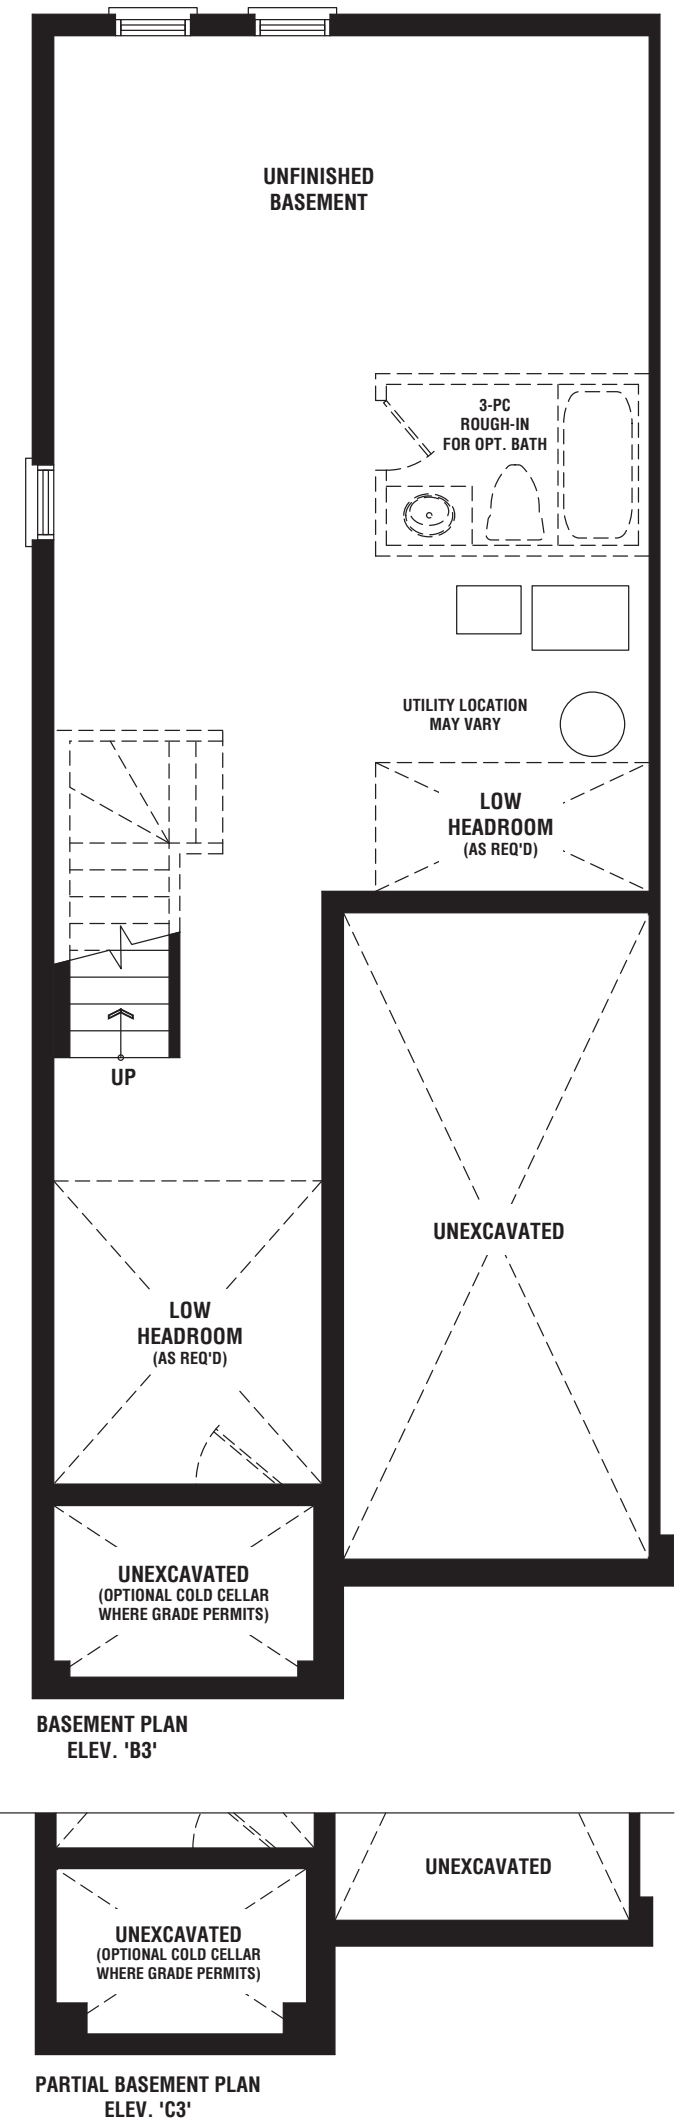 UNFINISHED
BASEMENT
3-PC
ROUGH-IN
FOR OPT. BATH
UTILITY LOCATION
MAY VARY
LOW
HEADROOM
(AS REQ'D)
UP
UNEXCAVATED
LOW
HEADROOM
(AS REQ'D)
UNEXCAVATED
(OPTIONAL COLD CELLAR
WHERE GRADE PERMITS)
BASEMENT PLAN
ELEV. 'B3'
UNEXCAVATED
UNEXCAVATED
(OPTIONAL COLD CELLAR
WHERE GRADE PERMITS)
PARTIAL BASEMENT PLAN
ELEV. 'C3'